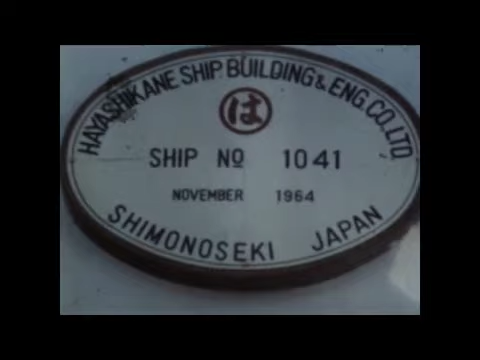 HAYASHIKANE SHIP BUILDING & ENG.CO.LTD.
は
SHIP NO 1041
NOVEMBER 1964
SHIMONOSEKI JAPAN